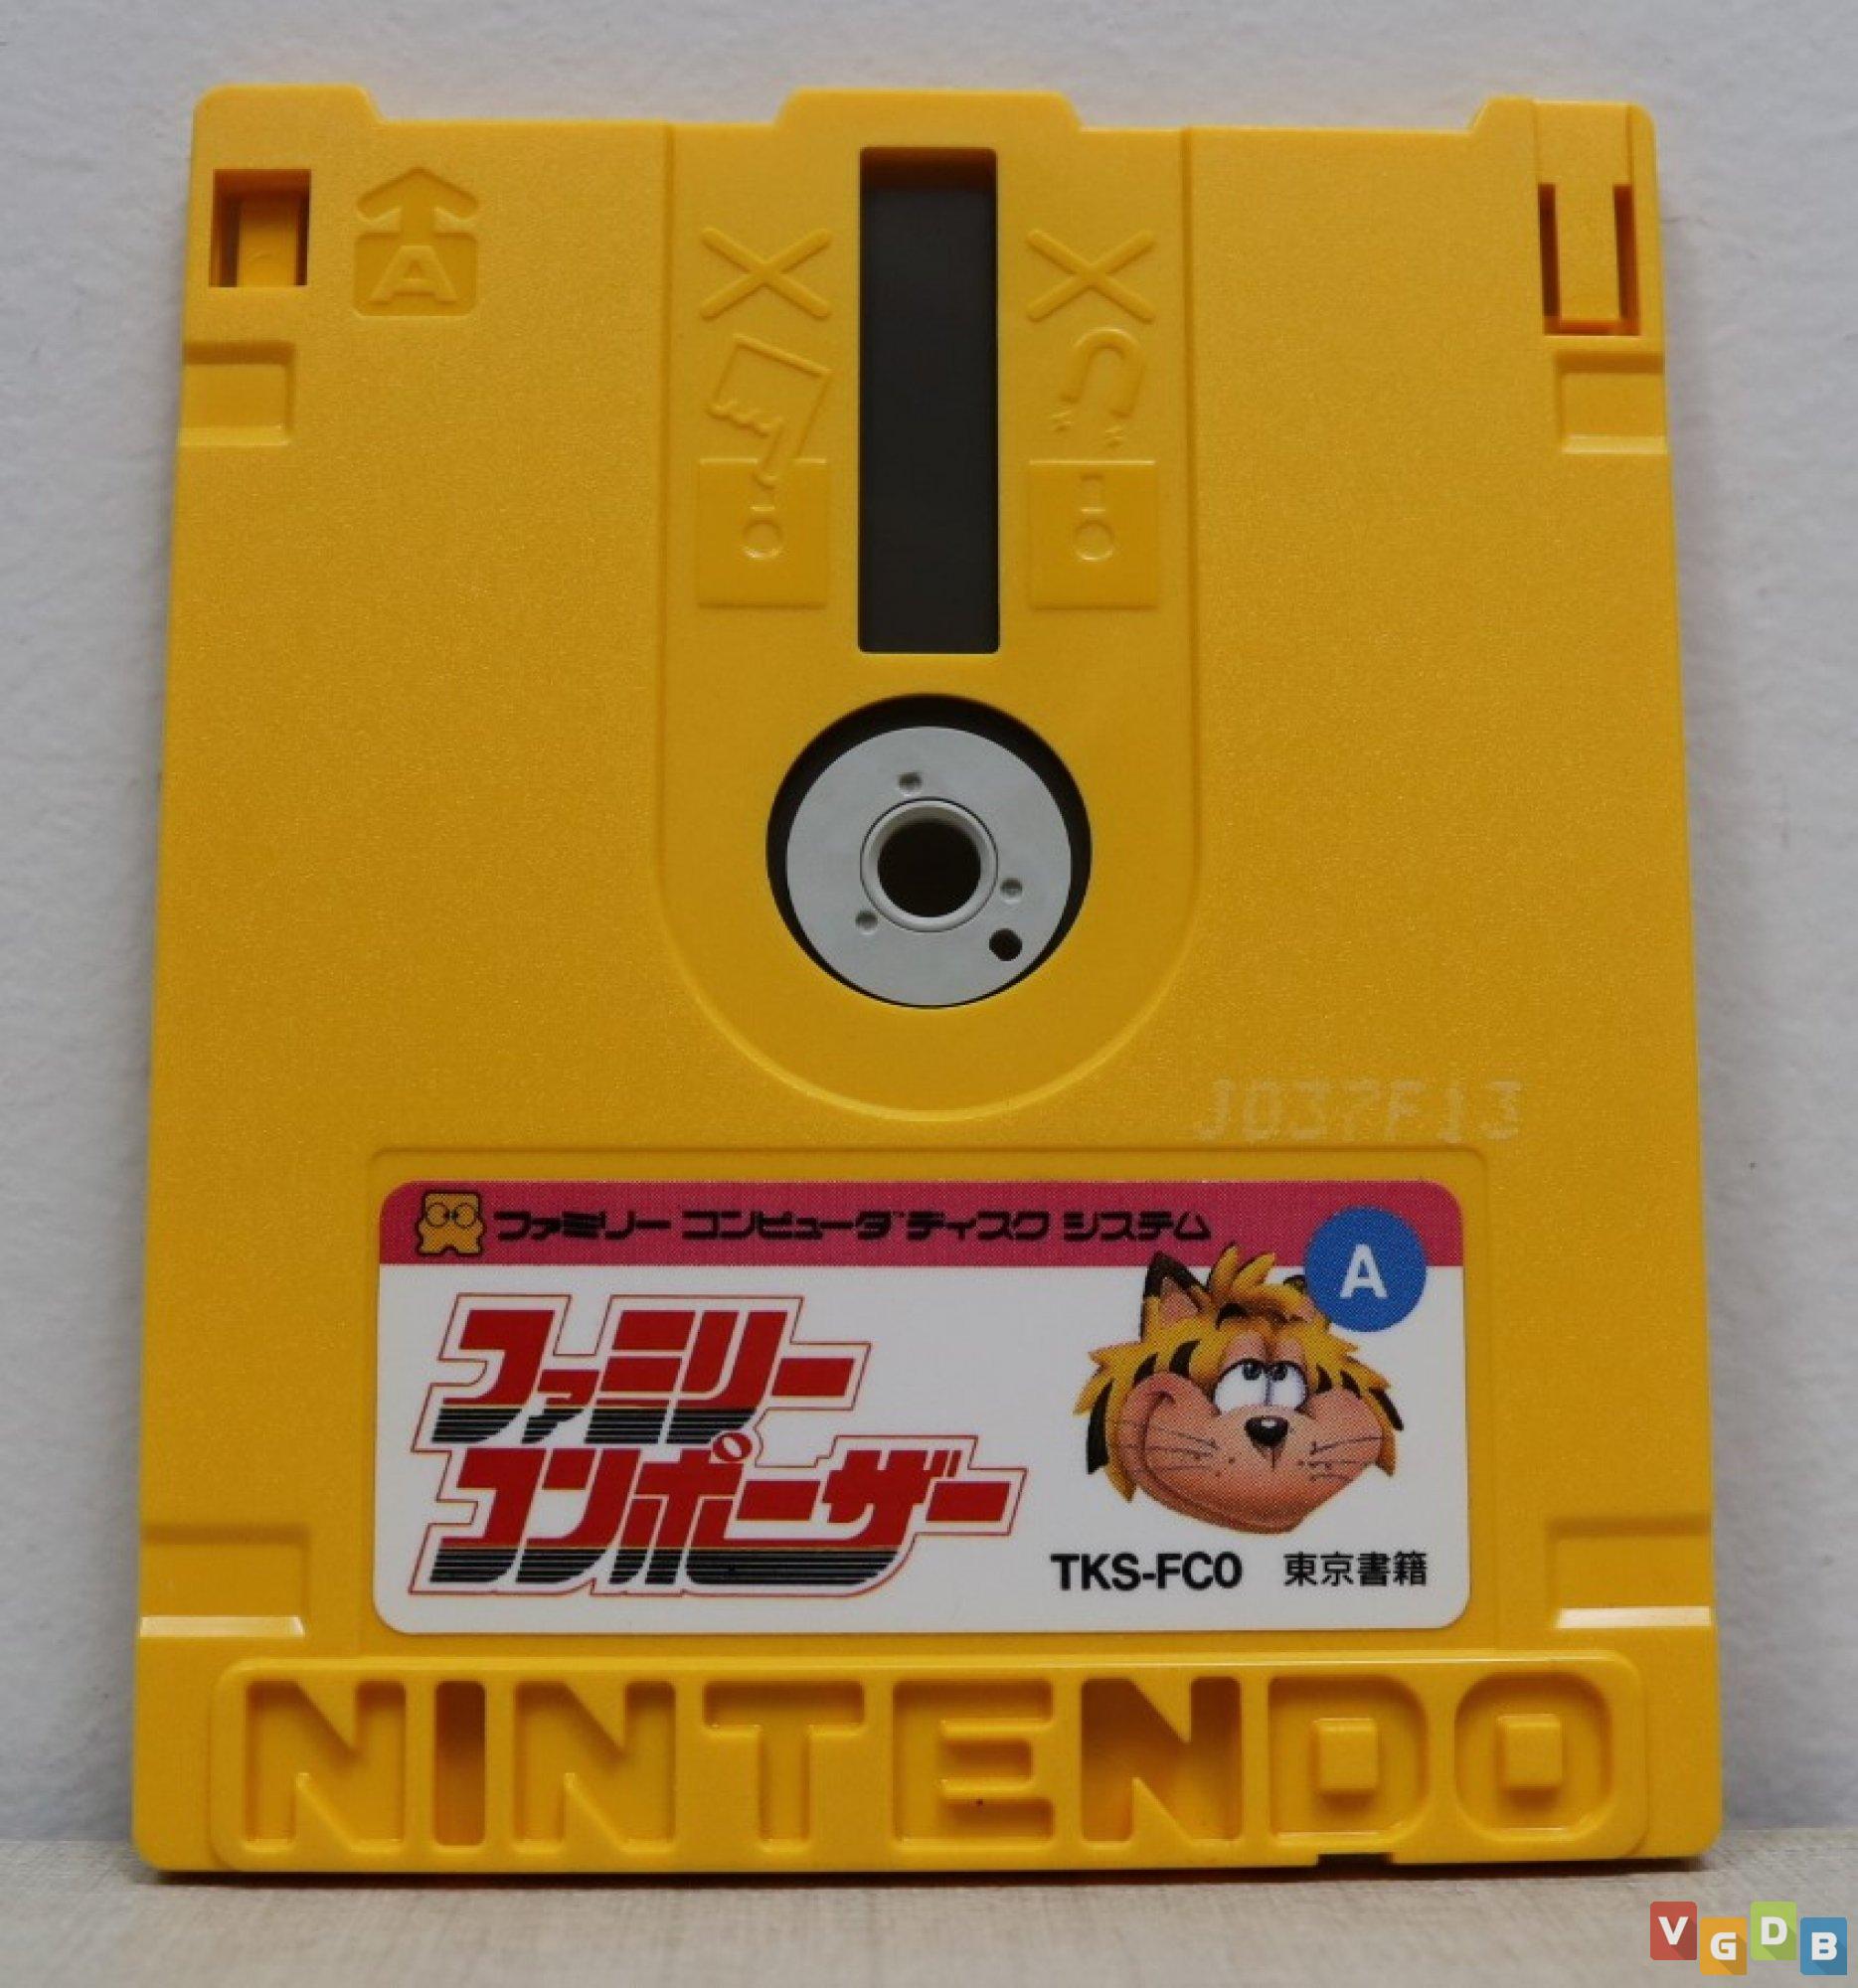 A
J037F13
ファミリー コンピュータ ディスク システム
A
ファミリー
コンポーザー
TKS-FC0 東京書籍
NINTENDO
VGDB